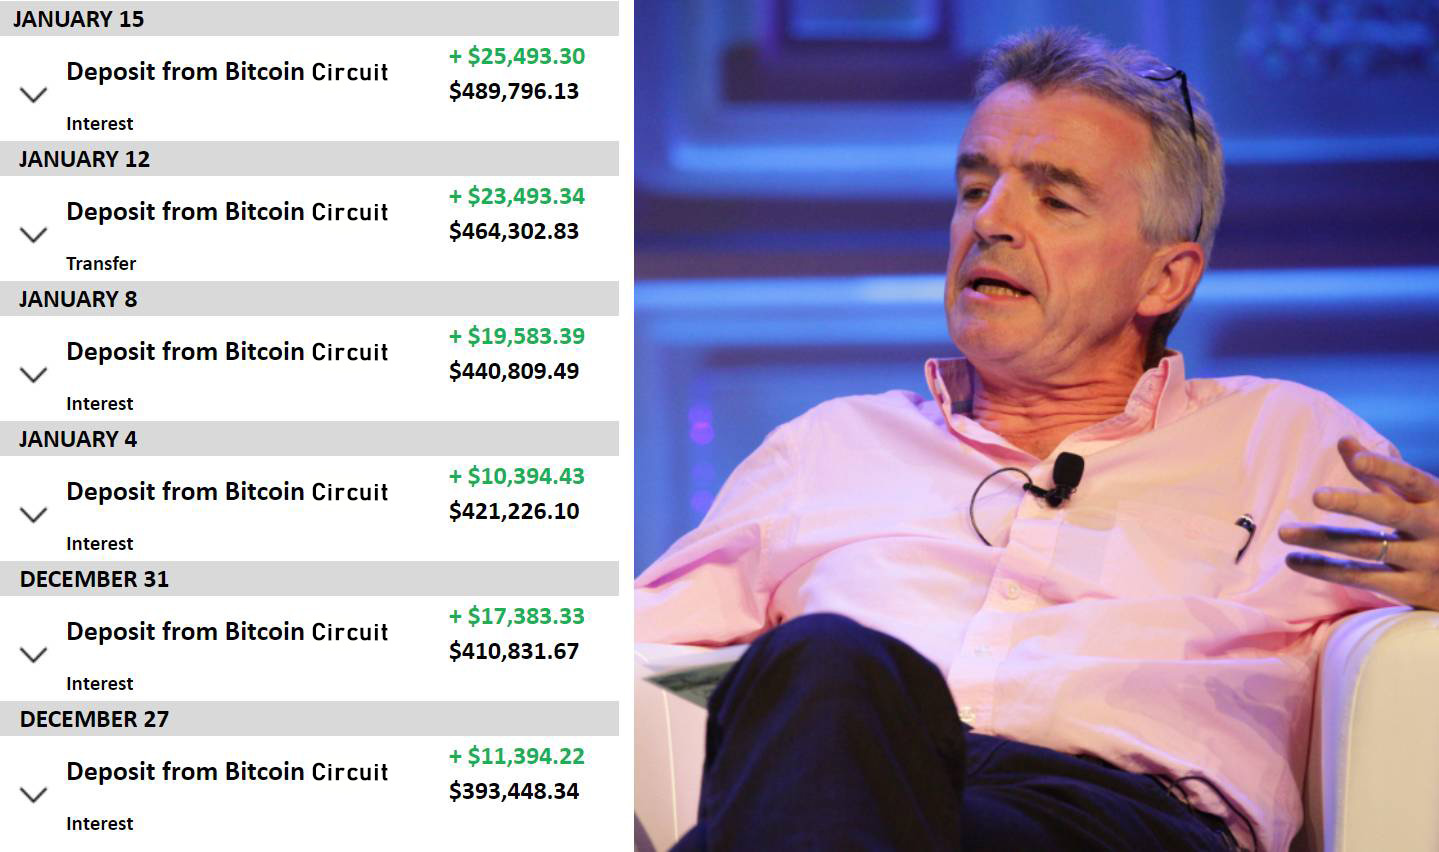 JANUARY 15
Deposit from Bitcoin Circuit
+ $25,493.30
$489,796.13
Interest
JANUARY 12
Deposit from Bitcoin Circuit
+ $23,493.34
$464,302.83
Transfer
JANUARY 8
Deposit from Bitcoin Circuit
+ $19,583.39
$440,809.49
Interest
JANUARY 4
Deposit from Bitcoin Circuit
+ $10,394.43
$421,226.10
Interest
DECEMBER 31
Deposit from Bitcoin Circuit
+ $17,383.33
$410,831.67
Interest
DECEMBER 27
Deposit from Bitcoin Circuit
+ $11,394.22
$393,448.34
Interest